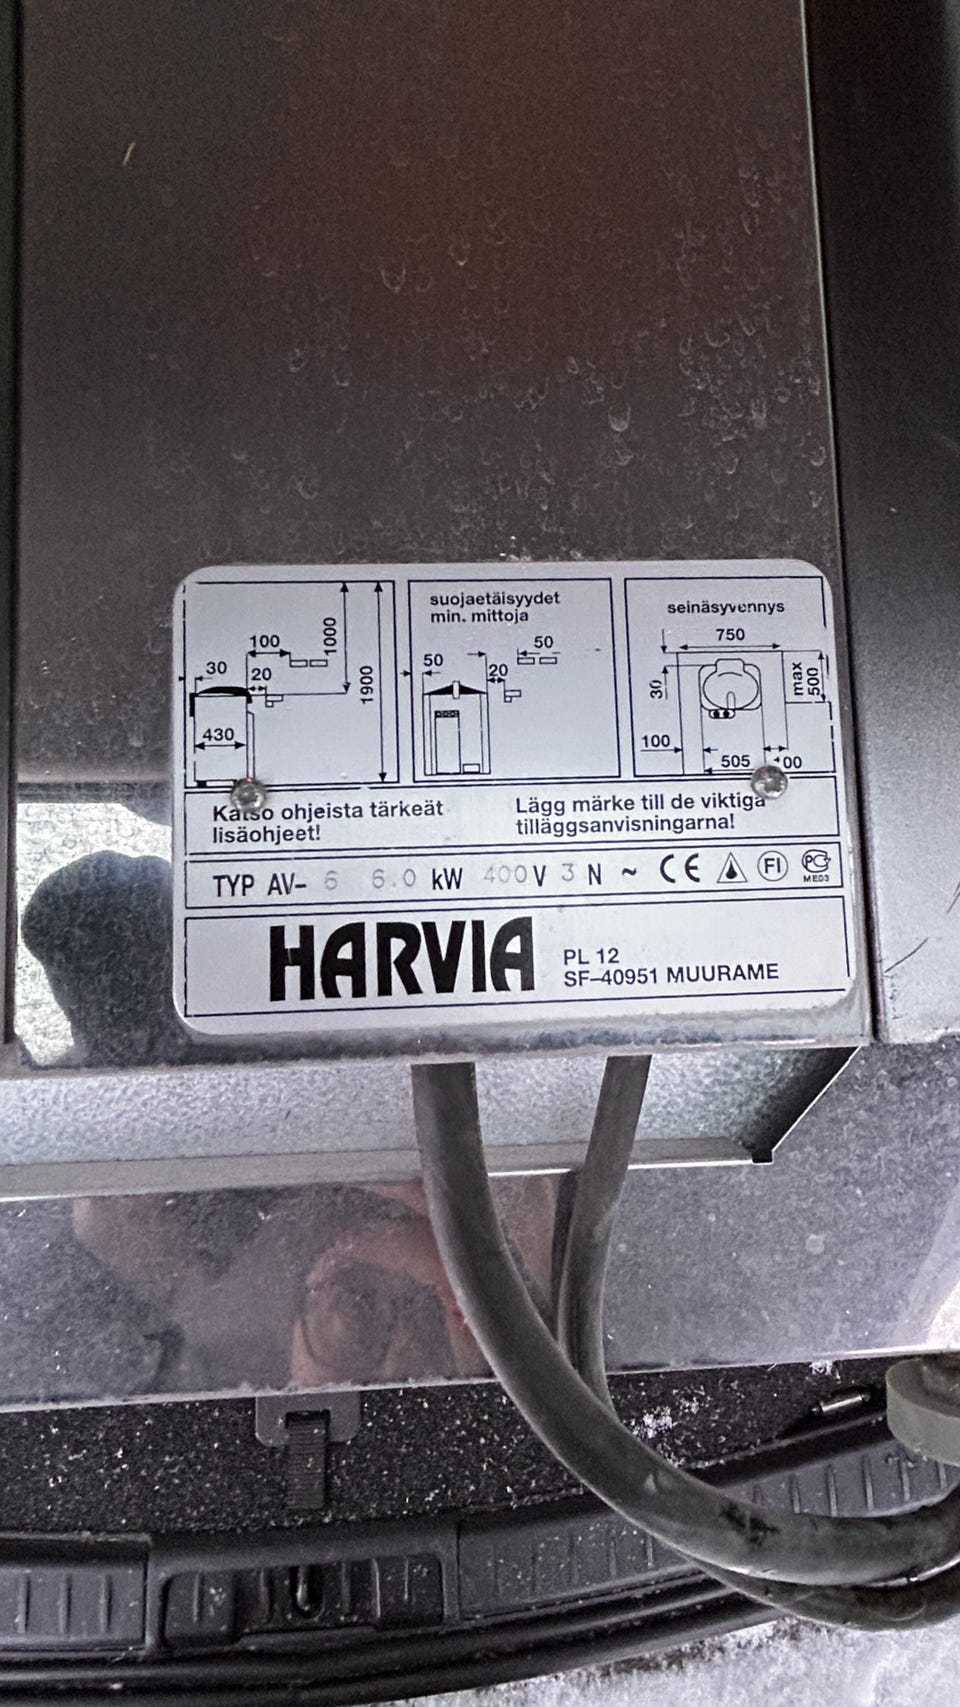 1000
100
30
20
1900
430
suojaetäisyydet
min. mittoja
50
50
20
seinäsyvennys
750
30
max
500
100
505
Katso ohjeista tärkeät
lisäohjeet!
Lägg märke till de viktiga
tilläggsanvisningarna!
TYP AV- 6 6.0 kW 400V 3 N ~ CE FI PC
ME03
HARVIA
PL 12
SF-40951 MUURAME